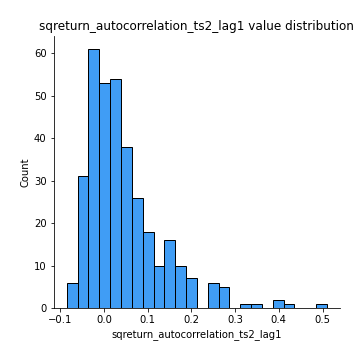 sqreturn_autocorrelation_ts2_lag1 value distribution
60
50
40
30
20
10
0
Count
−0.1 0.0 0.1 0.2 0.3 0.4 0.5
sqreturn_autocorrelation_ts2_lag1